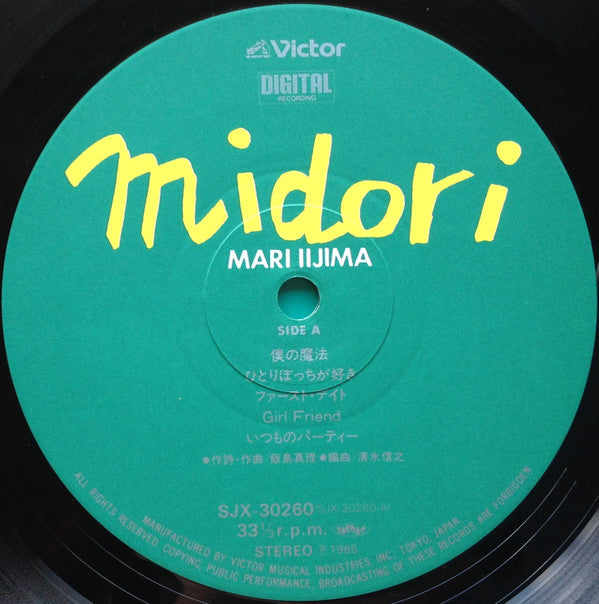 Victor
DIGITAL
RECORDING
midori
MARI IIJIMA
SIDE A
僕の魔法
ひとりぼっちが好き
ファースト・デイト
Girl Friend
いつものパーティー
●作詩・作曲 飯島真理 ●編曲 清水信之
SJX-30260 (SJX-30260-A)
33⅓ r.p.m.
STEREO Ⓟ 1985
ALL RIGHTS RESERVED. COPYING, PUBLIC PERFORMANCE, BROADCASTING OF THESE RECORDS ARE FORBIDDEN
MANUFACTURED BY VICTOR MUSICAL INDUSTRIES, INC. TOKYO, JAPAN